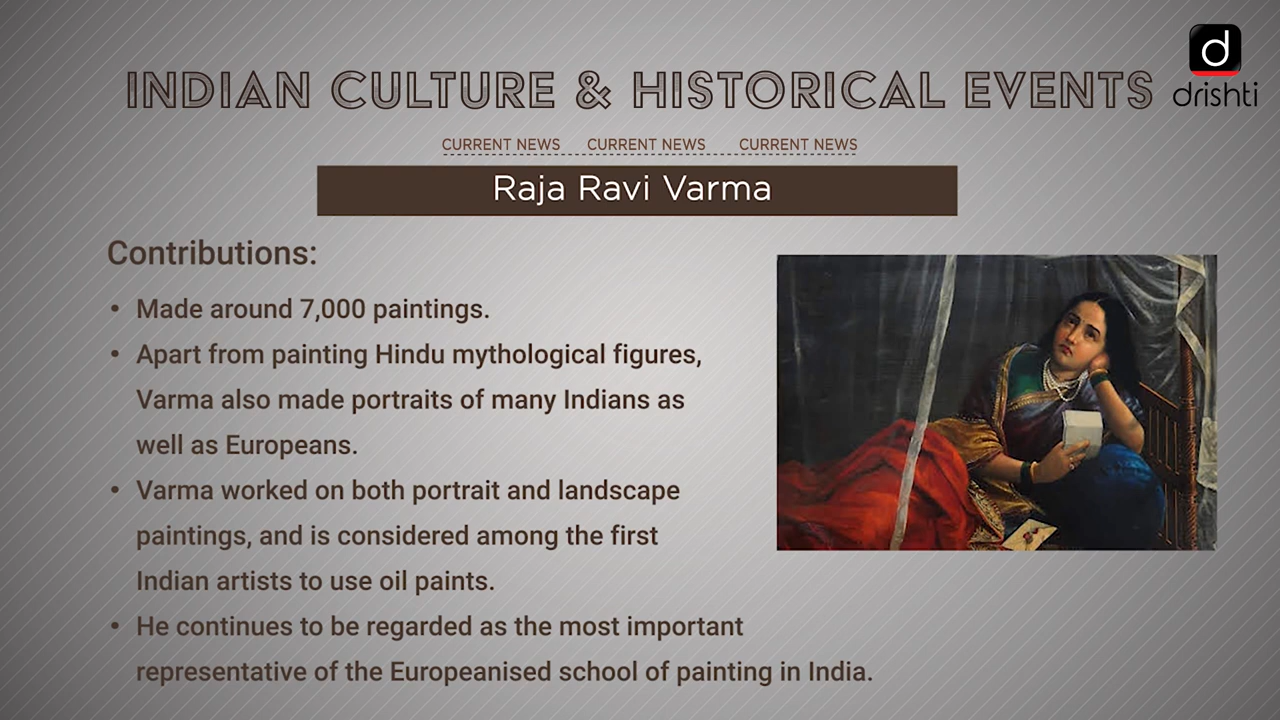 INDIAN CULTURE & HISTORICAL EVENTS
d
drishti
CURRENT NEWS CURRENT NEWS CURRENT NEWS
Raja Ravi Varma
Contributions:
• Made around 7,000 paintings.
• Apart from painting Hindu mythological figures,
Varma also made portraits of many Indians as
well as Europeans.
• Varma worked on both portrait and landscape
paintings, and is considered among the first
Indian artists to use oil paints.
• He continues to be regarded as the most important
representative of the Europeanised school of painting in India.